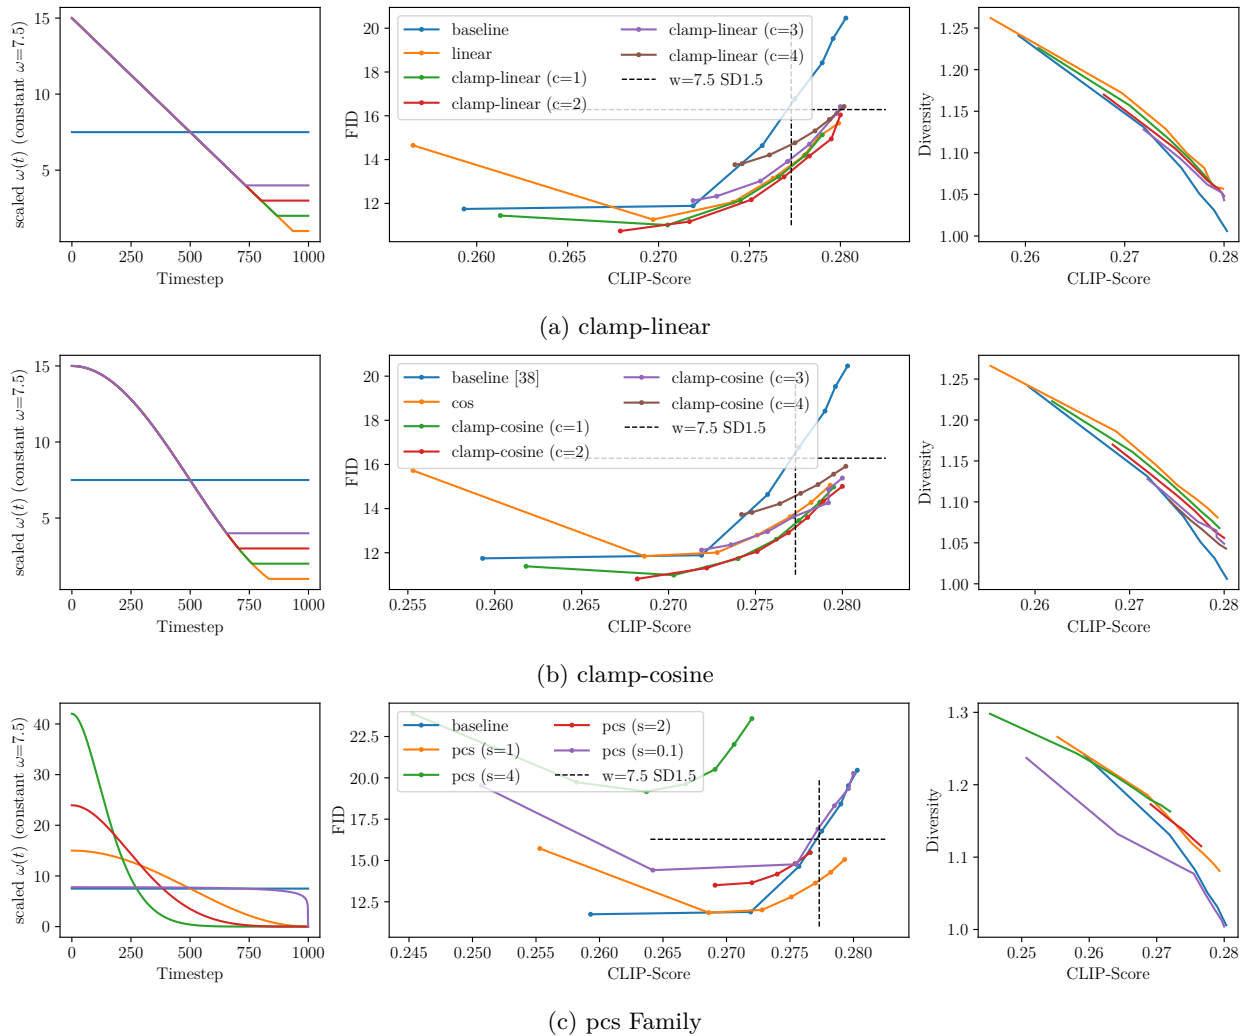 scaled ω(t) (constant ω=7.5)
15
10
5
0
250
500
750
1000
Timestep
FID
20
18
16
14
12
baseline
linear
clamp-linear (c=1)
clamp-linear (c=2)
clamp-linear (c=3)
clamp-linear (c=4)
w=7.5 SD1.5
0.260
0.265
0.270
0.275
0.280
CLIP-Score
Diversity
1.25
1.20
1.15
1.10
1.05
1.00
0.26
0.27
0.28
CLIP-Score
(a) clamp-linear
scaled ω(t) (constant ω=7.5)
15
10
5
0
250
500
750
1000
Timestep
FID
20
18
16
14
12
baseline [38]
cos
clamp-cosine (c=1)
clamp-cosine (c=2)
clamp-cosine (c=3)
clamp-cosine (c=4)
w=7.5 SD1.5
0.255
0.260
0.265
0.270
0.275
0.280
CLIP-Score
Diversity
1.25
1.20
1.15
1.10
1.05
1.00
0.26
0.27
0.28
CLIP-Score
(b) clamp-cosine
scaled ω(t) (constant ω=7.5)
40
30
20
10
0
0
250
500
750
1000
Timestep
FID
22.5
20.0
17.5
15.0
12.5
baseline
pcs (s=1)
pcs (s=4)
pcs (s=2)
pcs (s=0.1)
w=7.5 SD1.5
0.245
0.250
0.255
0.260
0.265
0.270
0.275
0.280
CLIP-Score
Diversity
1.3
1.2
1.1
1.0
0.25
0.26
0.27
0.28
CLIP-Score
(c) pcs Family